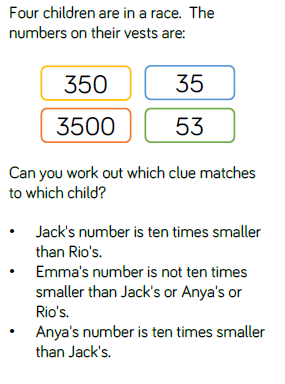 Four children are in a race.  The
numbers on their vests are:
350
35
3500
53
Can you work out which clue matches
to which child?
• Jack's number is ten times smaller
than Rio's.
• Emma's number is not ten times
smaller than Jack's or Anya's or
Rio's.
• Anya's number is ten times smaller
than Jack's.